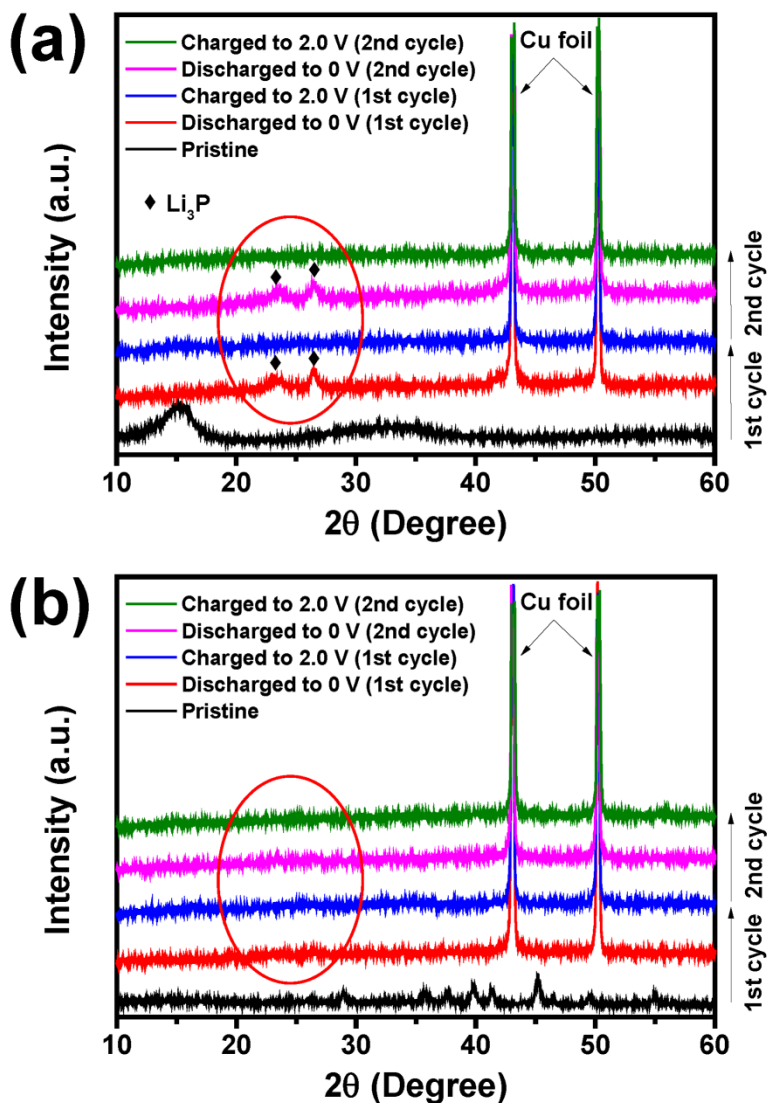 (a)
Charged to 2.0 V (2nd cycle)
Discharged to 0 V (2nd cycle)
Charged to 2.0 V (1st cycle)
Discharged to 0 V (1st cycle)
Pristine
Cu foil
♦ Li₃P
Intensity (a.u.)
1st cycle 2nd cycle
10 20 30 40 50 60
2θ (Degree)
(b)
Charged to 2.0 V (2nd cycle)
Discharged to 0 V (2nd cycle)
Charged to 2.0 V (1st cycle)
Discharged to 0 V (1st cycle)
Pristine
Cu foil
Intensity (a.u.)
1st cycle 2nd cycle
10 20 30 40 50 60
2θ (Degree)